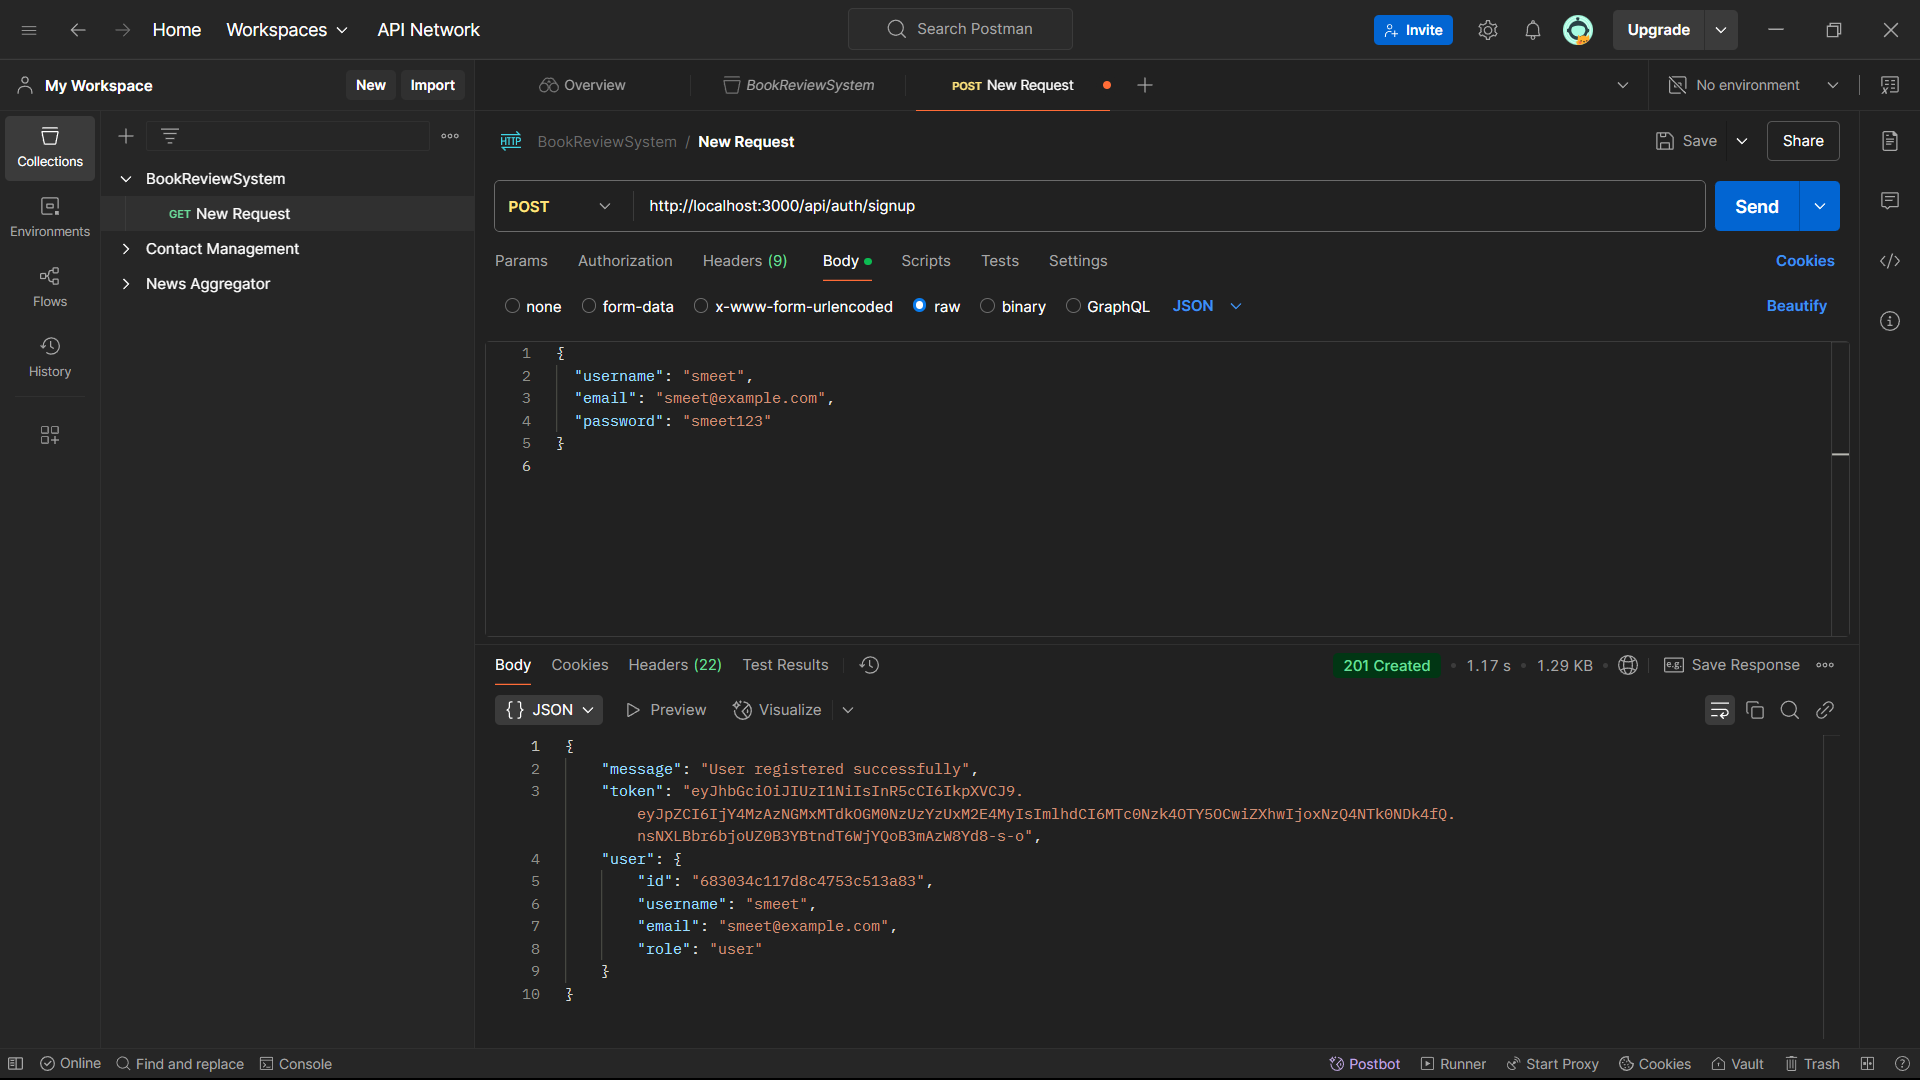 Home Workspaces API Network Search Postman Invite Upgrade
My Workspace New Import Overview BookReviewSystem POST New Request No environment
Collections
Environments
Flows
History
BookReviewSystem
GET New Request
Contact Management
News Aggregator
HTTP BookReviewSystem / New Request Save Share
POST http://localhost:3000/api/auth/signup Send
Params Authorization Headers (9) Body Scripts Tests Settings Cookies
none form-data x-www-form-urlencoded raw binary GraphQL JSON Beautify
1 {
2 "username": "smeet",
3 "email": "smeet@example.com",
4 "password": "smeet123"
5 }
6
Body Cookies Headers (22) Test Results 201 Created 1.17 s 1.29 KB e.g. Save Response
{} JSON Preview Visualize
1 {
2 "message": "User registered successfully",
3 "token": "eyJhbGciOiJIUzI1NiIsInR5cCI6IkpXVCJ9.
eyJpZCI6IjY4MzAzNGMxMTdkOGM0NzUzYzUxM2E4MyIsImlhdCI6MTc0Nzk4OTY5OCwiZXhwIjoxNzQ4NTk0NDk4fQ.
nsNXLBbr6bjoUZ0B3YBtndT6WjYQoB3mAzW8Yd8-s-o",
4 "user": {
5 "id": "683034c117d8c4753c513a83",
6 "username": "smeet",
7 "email": "smeet@example.com",
8 "role": "user"
9 }
10 }
Online Find and replace Console Postbot Runner Start Proxy Cookies Vault Trash